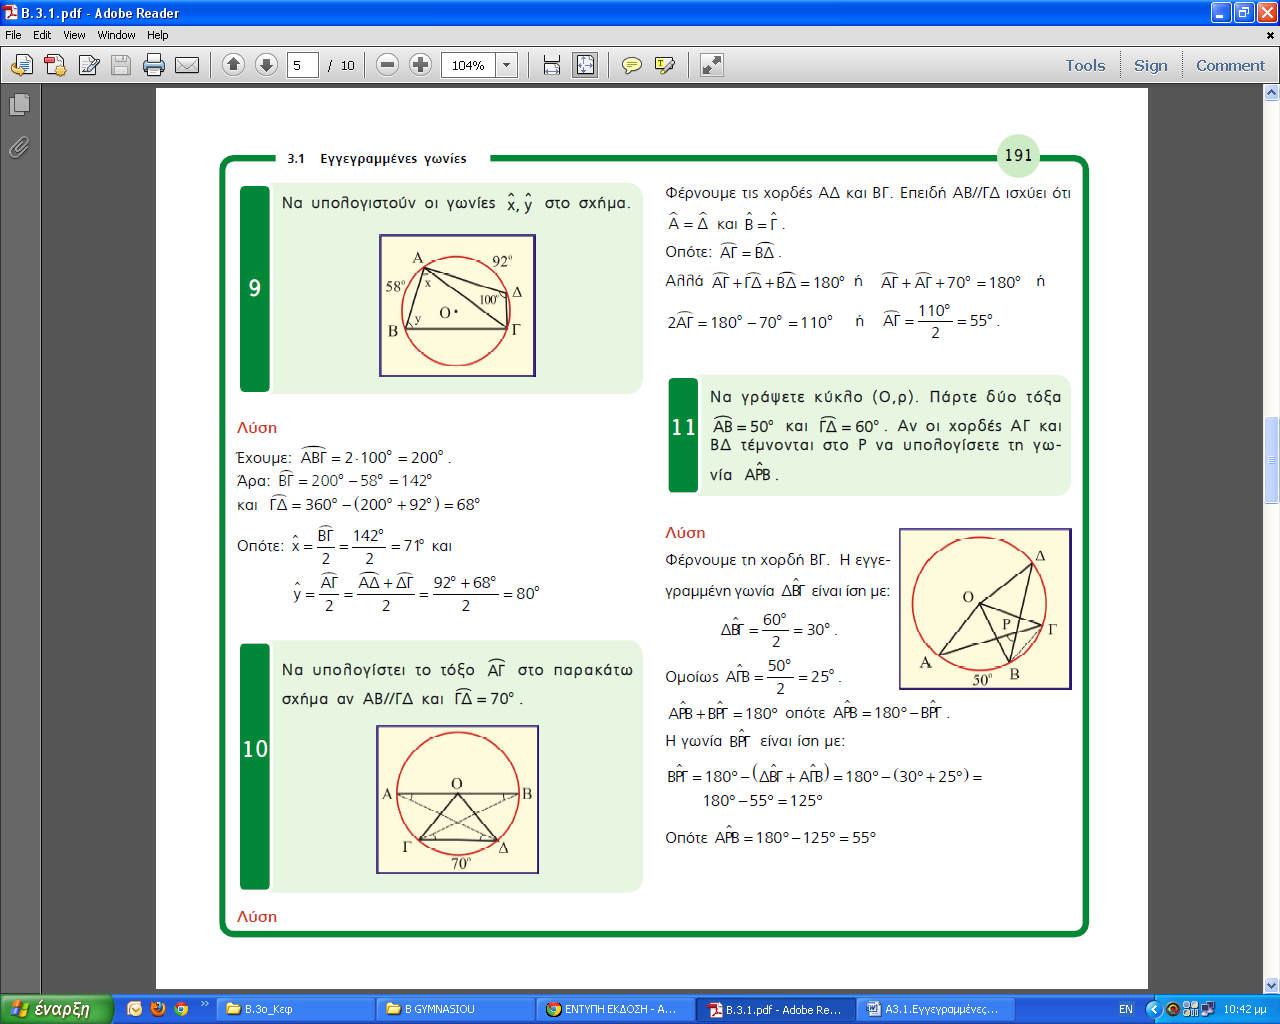 B.3.1.pdf - Adobe Reader
File Edit View Window Help
5 / 10 104% Tools Sign Comment
3.1 Εγγεγραμμένες γωνίες
191
9
Να υπολογιστούν οι γωνίες x̂, ŷ στο σχήμα.
Α 92° 58° x Δ 100° Ο y Β Γ
Λύση
Έχουμε: ΑΒΓ = 2·100° = 200°.
Άρα: ΒΓ = 200° − 58° = 142°
και ΓΔ = 360° − (200° + 92°) = 68°
Οπότε: x̂ = ΒΓ/2 = 142°/2 = 71° και
ŷ = ΑΓ/2 = (ΑΔ + ΔΓ)/2 = (92° + 68°)/2 = 80°
10
Να υπολογίστει το τόξο ΑΓ στο παρακάτω
σχήμα αν ΑΒ//ΓΔ και ΓΔ = 70°.
Ο Α Β Γ Δ 70°
Λύση
Φέρνουμε τις χορδές ΑΔ και ΒΓ. Επειδή ΑΒ//ΓΔ ισχύει ότι
Â = Δ̂ και Β̂ = Γ̂.
Οπότε: ΑΓ = ΒΔ.
Αλλά ΑΓ + ΓΔ + ΒΔ = 180° ή ΑΓ + ΑΓ + 70° = 180° ή
2ΑΓ = 180° − 70° = 110° ή ΑΓ = 110°/2 = 55°.
11
Να γράψετε κύκλο (Ο,ρ). Πάρτε δύο τόξα
ΑΒ = 50° και ΓΔ = 60°. Αν οι χορδές ΑΓ και
ΒΔ τέμνονται στο Ρ να υπολογίσετε τη γω-
νία ΑΡ̂Β.
Λύση
Φέρνουμε τη χορδή ΒΓ. Η εγγε-
γραμμένη γωνία ΔΒ̂Γ είναι ίση με:
ΔΒ̂Γ = 60°/2 = 30°.
Ομοίως ΑΓ̂Β = 50°/2 = 25°.
Δ Ο Ρ Γ Α Β 50°
ΑΡ̂Β + ΒΡ̂Γ = 180° οπότε ΑΡ̂Β = 180° − ΒΡ̂Γ.
Η γωνία ΒΡ̂Γ είναι ίση με:
ΒΡ̂Γ = 180° − (ΔΒ̂Γ + ΑΓ̂Β) = 180° − (30° + 25°) =
180° − 55° = 125°
Οπότε ΑΡ̂Β = 180° − 125° = 55°
έναρξη B.3o_Κεφ B GYMNASIOU ΕΝΤΥΠΗ ΕΚΔΟΣΗ - Α... B.3.1.pdf - Adobe Re... A3.1.Εγγεγραμμένες... EN 10:42 μμ